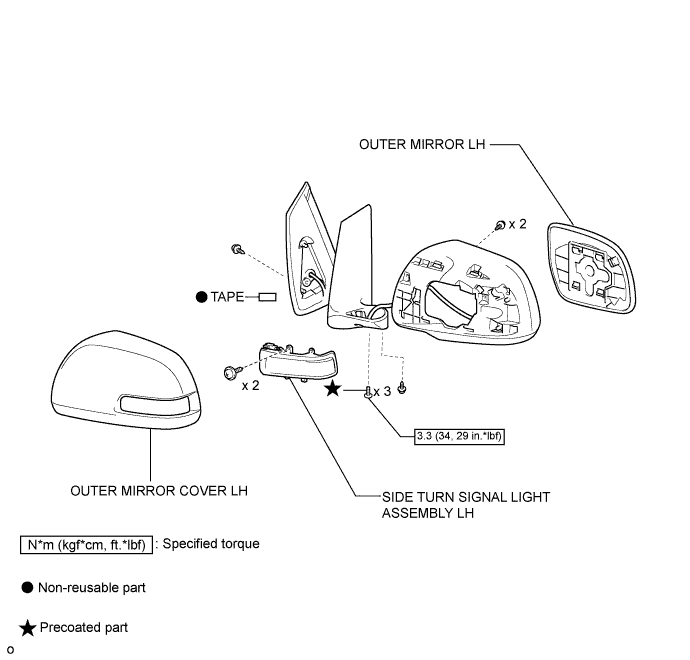 OUTER MIRROR LH
x 2
● TAPE
x 2
★ x 3
3.3 (34, 29 in.*lbf)
OUTER MIRROR COVER LH
SIDE TURN SIGNAL LIGHT
ASSEMBLY LH
N*m (kgf*cm, ft.*lbf) : Specified torque
● Non-reusable part
★ Precoated part
o